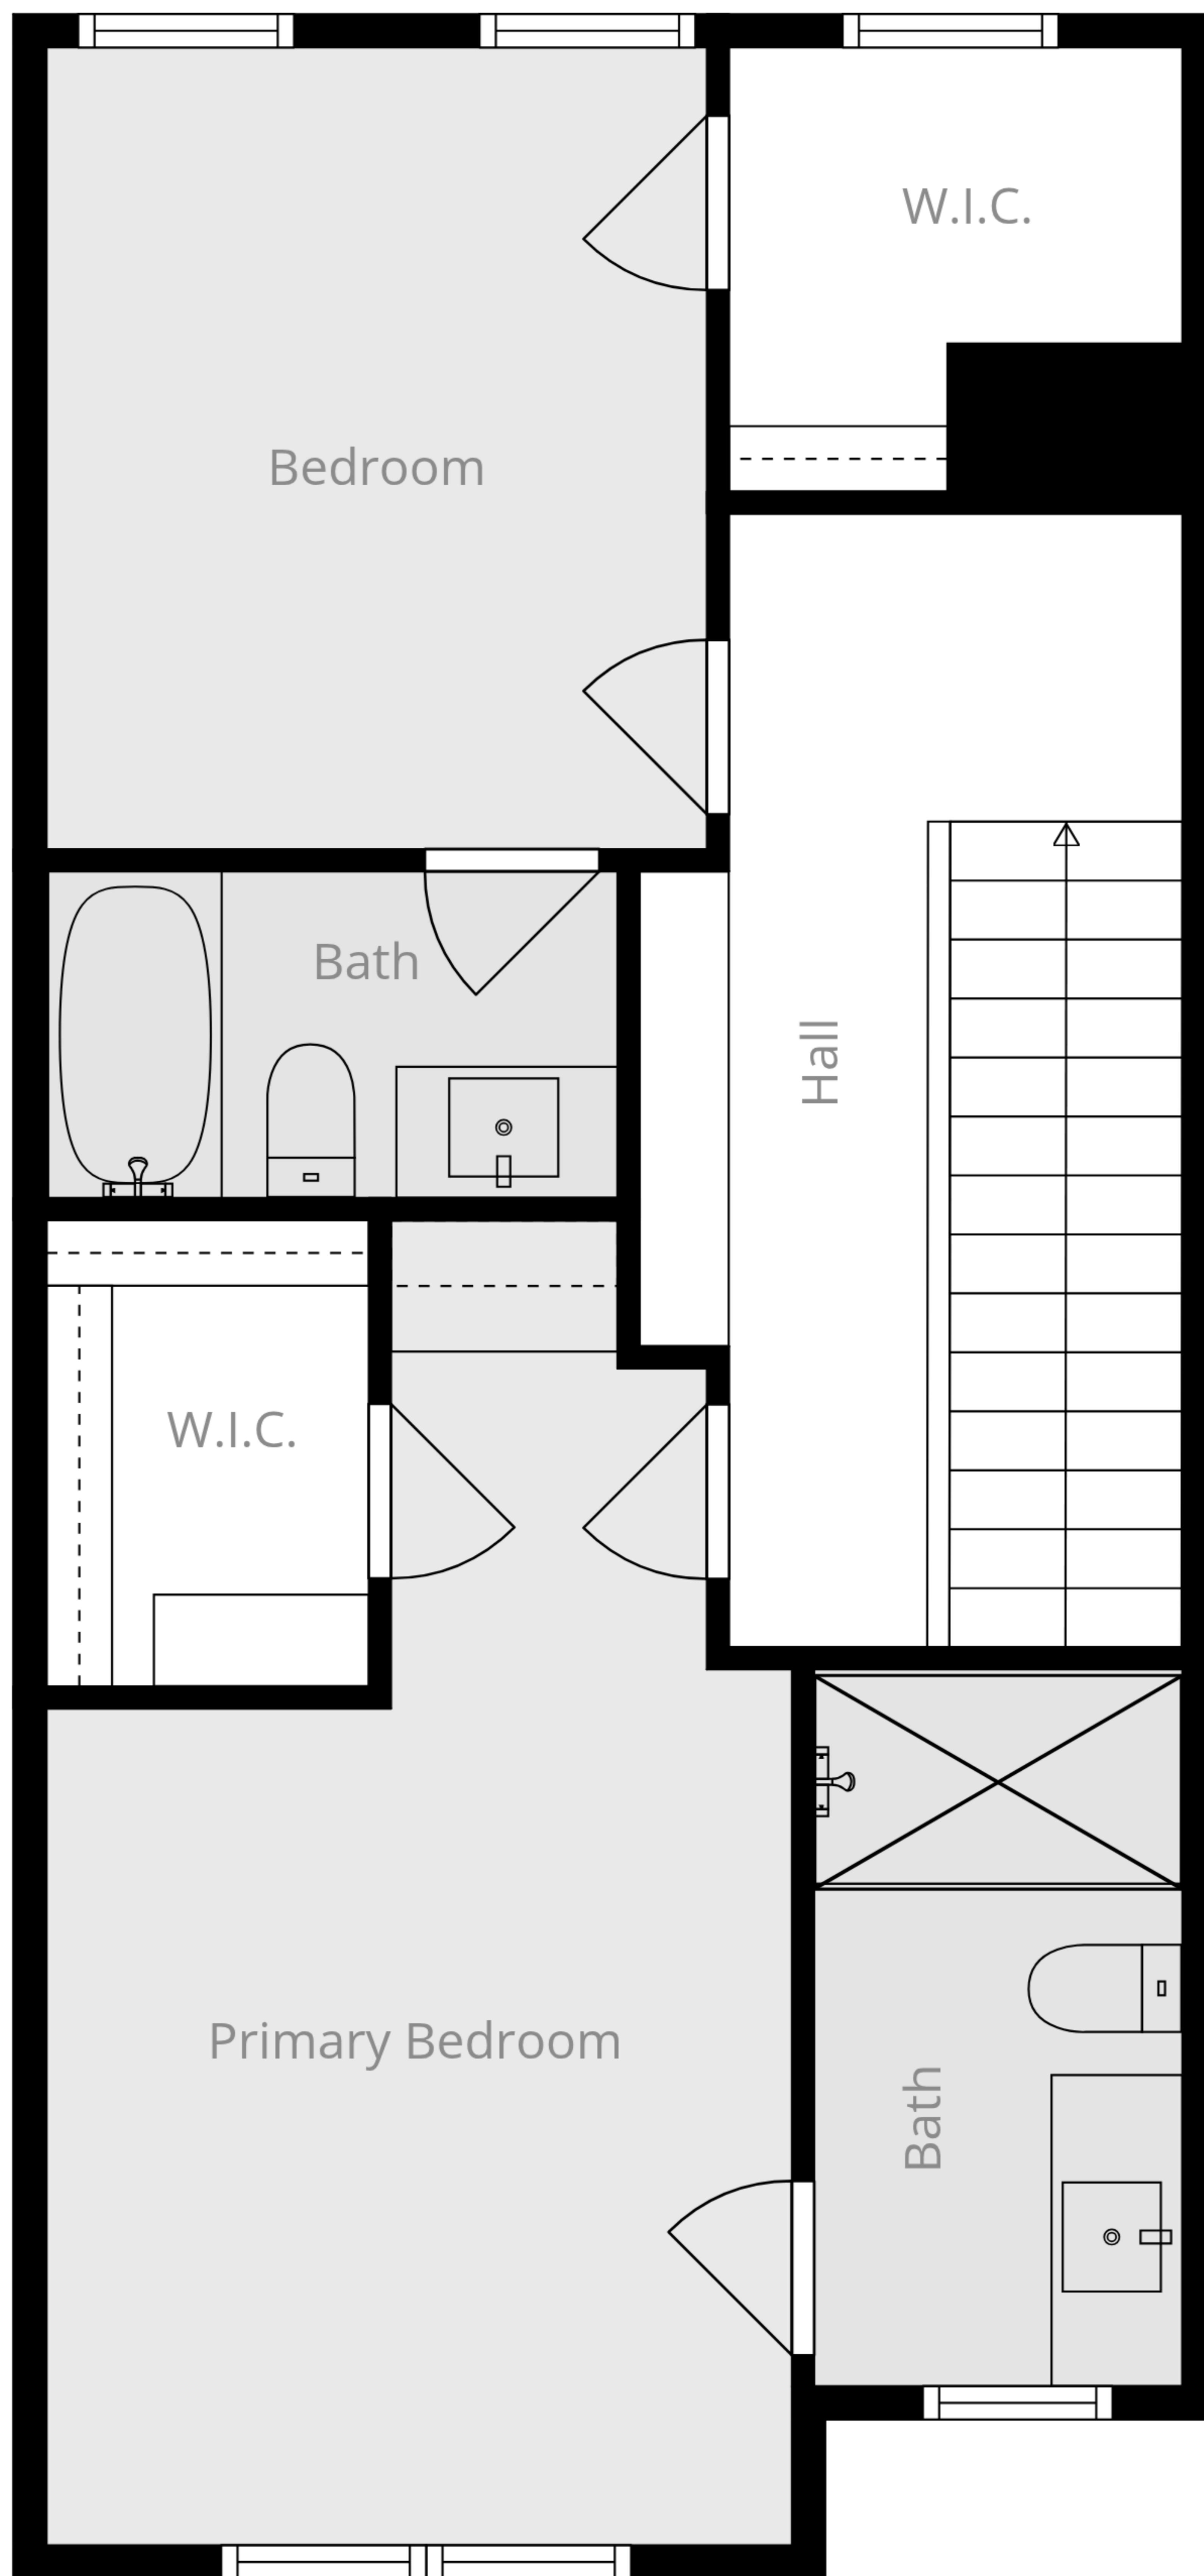 W.I.C.
Bedroom
Bath
Hall
W.I.C.
Primary Bedroom
Bath